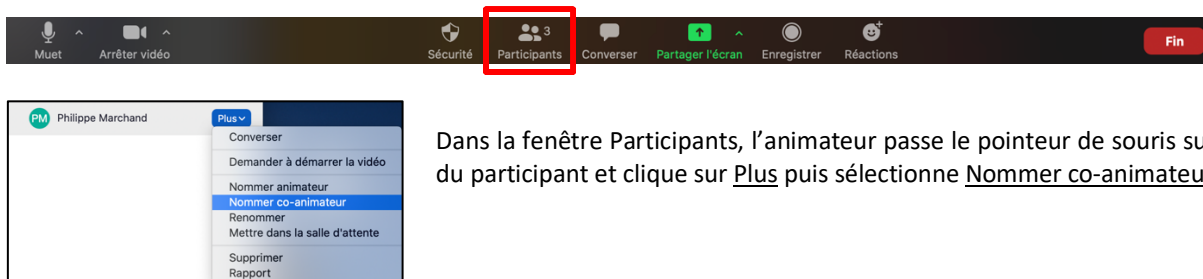 3
Muet Arrêter vidéo Sécurité Participants Converser Partager l'écran Enregistrer Réactions Fin
PM Philippe Marchand Plus
Converser
Demander à démarrer la vidéo
Nommer animateur
Nommer co-animateur
Renommer
Mettre dans la salle d'attente
Supprimer
Rapport
Dans la fenêtre Participants, l’animateur passe le pointeur de souris su
du participant et clique sur Plus puis sélectionne Nommer co-animateu